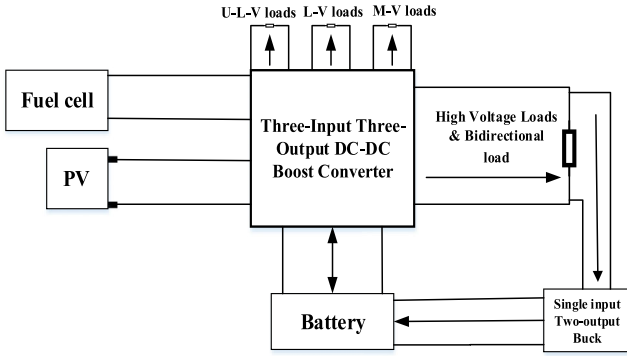 U-L-V loads L-V loads M-V loads
Fuel cell
Three-Input Three-
Output DC-DC
Boost Converter
High Voltage Loads
& Bidirectional
load
PV
Battery
Single input
Two-output
Buck